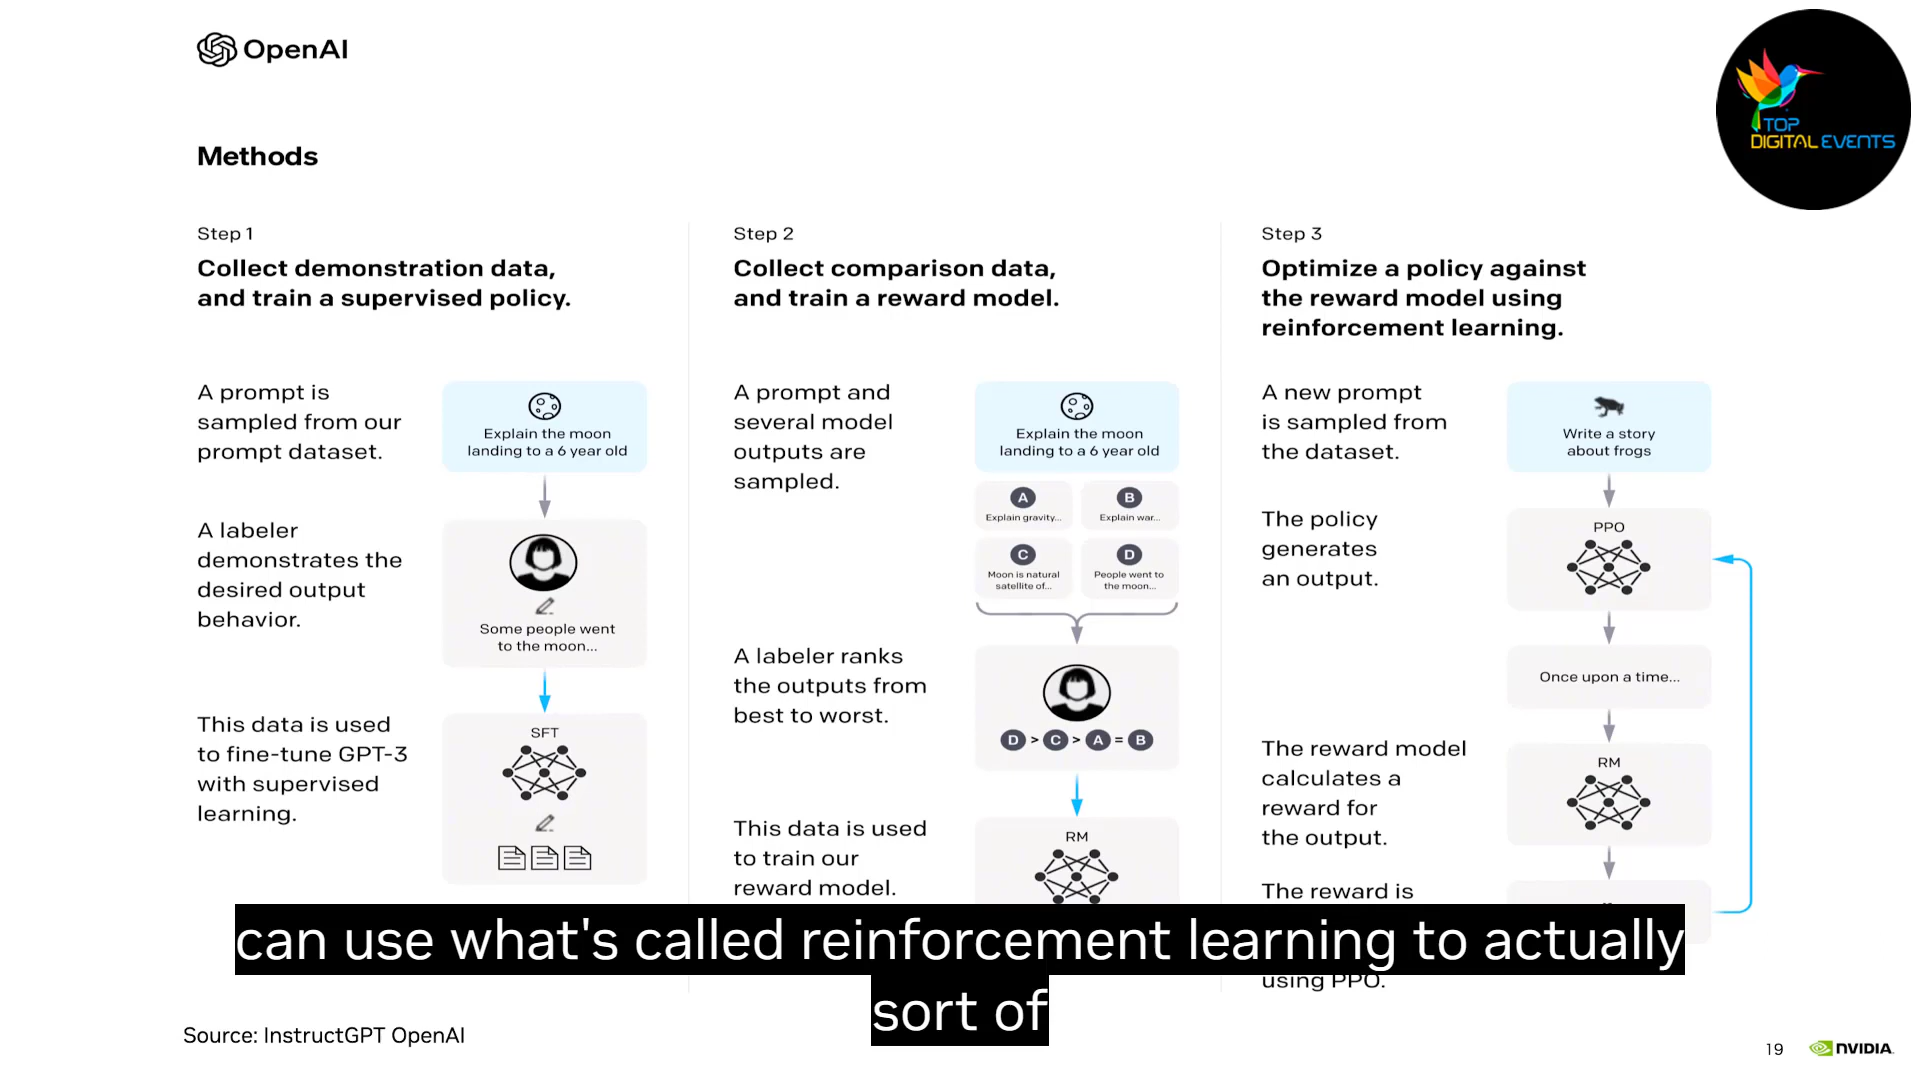 OpenAI
TOP
DIGITAL EVENTS
Methods
Step 1
Collect demonstration data,
and train a supervised policy.
A prompt is
sampled from our
prompt dataset.
Explain the moon
landing to a 6 year old
A labeler
demonstrates the
desired output
behavior.
Some people went
to the moon...
This data is used
to fine-tune GPT-3
with supervised
learning.
SFT
Step 2
Collect comparison data,
and train a reward model.
A prompt and
several model
outputs are
sampled.
Explain the moon
landing to a 6 year old
A
Explain gravity...
B
Explain war...
C
Moon is natural
satellite of...
D
People went to
the moon...
A labeler ranks
the outputs from
best to worst.
D > C > A = B
This data is used
to train our
reward model.
RM
Step 3
Optimize a policy against
the reward model using
reinforcement learning.
A new prompt
is sampled from
the dataset.
Write a story
about frogs
The policy
generates
an output.
PPO
Once upon a time...
The reward model
calculates a
reward for
the output.
RM
The reward is
using PPO.
can use what's called reinforcement learning to actually
sort of
Source: InstructGPT OpenAI
19
NVIDIA